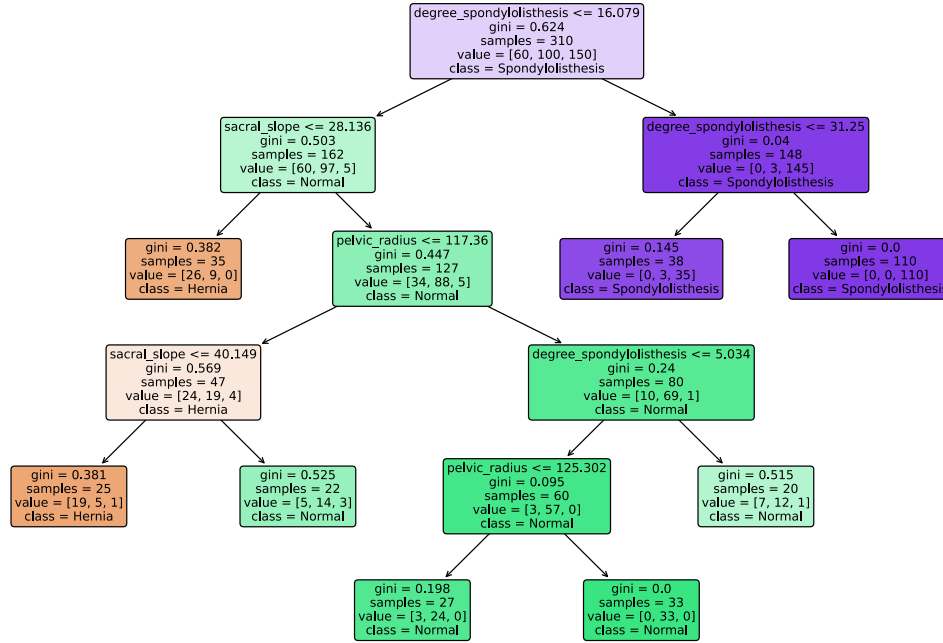 degree_spondylolisthesis <= 16.079
gini = 0.624
samples = 310
value = [60, 100, 150]
class = Spondylolisthesis
sacral_slope <= 28.136
gini = 0.503
samples = 162
value = [60, 97, 5]
class = Normal
degree_spondylolisthesis <= 31.25
gini = 0.04
samples = 148
value = [0, 3, 145]
class = Spondylolisthesis
gini = 0.382
samples = 35
value = [26, 9, 0]
class = Hernia
pelvic_radius <= 117.36
gini = 0.447
samples = 127
value = [34, 88, 5]
class = Normal
gini = 0.145
samples = 38
value = [0, 3, 35]
class = Spondylolisthesis
gini = 0.0
samples = 110
value = [0, 0, 110]
class = Spondylolisthesis
sacral_slope <= 40.149
gini = 0.569
samples = 47
value = [24, 19, 4]
class = Hernia
degree_spondylolisthesis <= 5.034
gini = 0.24
samples = 80
value = [10, 69, 1]
class = Normal
gini = 0.381
samples = 25
value = [19, 5, 1]
class = Hernia
gini = 0.525
samples = 22
value = [5, 14, 3]
class = Normal
pelvic_radius <= 125.302
gini = 0.095
samples = 60
value = [3, 57, 0]
class = Normal
gini = 0.515
samples = 20
value = [7, 12, 1]
class = Normal
gini = 0.198
samples = 27
value = [3, 24, 0]
class = Normal
gini = 0.0
samples = 33
value = [0, 33, 0]
class = Normal